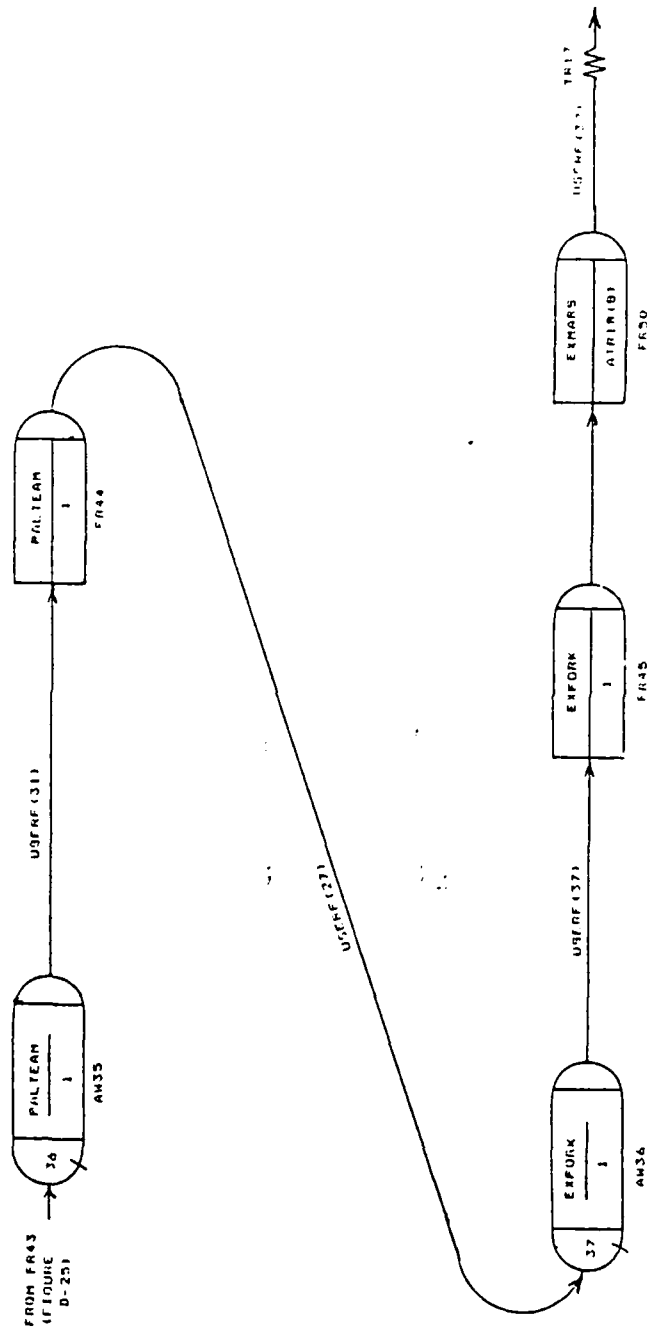 FROM FR43
(FIGURE
D-25)
36
PALTEAM
1
AW35
USERF(31)
PALTEAM
1
FR44
USERF(27)
37
EXFORK
1
AW36
USERF(37)
EXFORK
1
FR45
EXMARS
ATRIB(8)
FR50